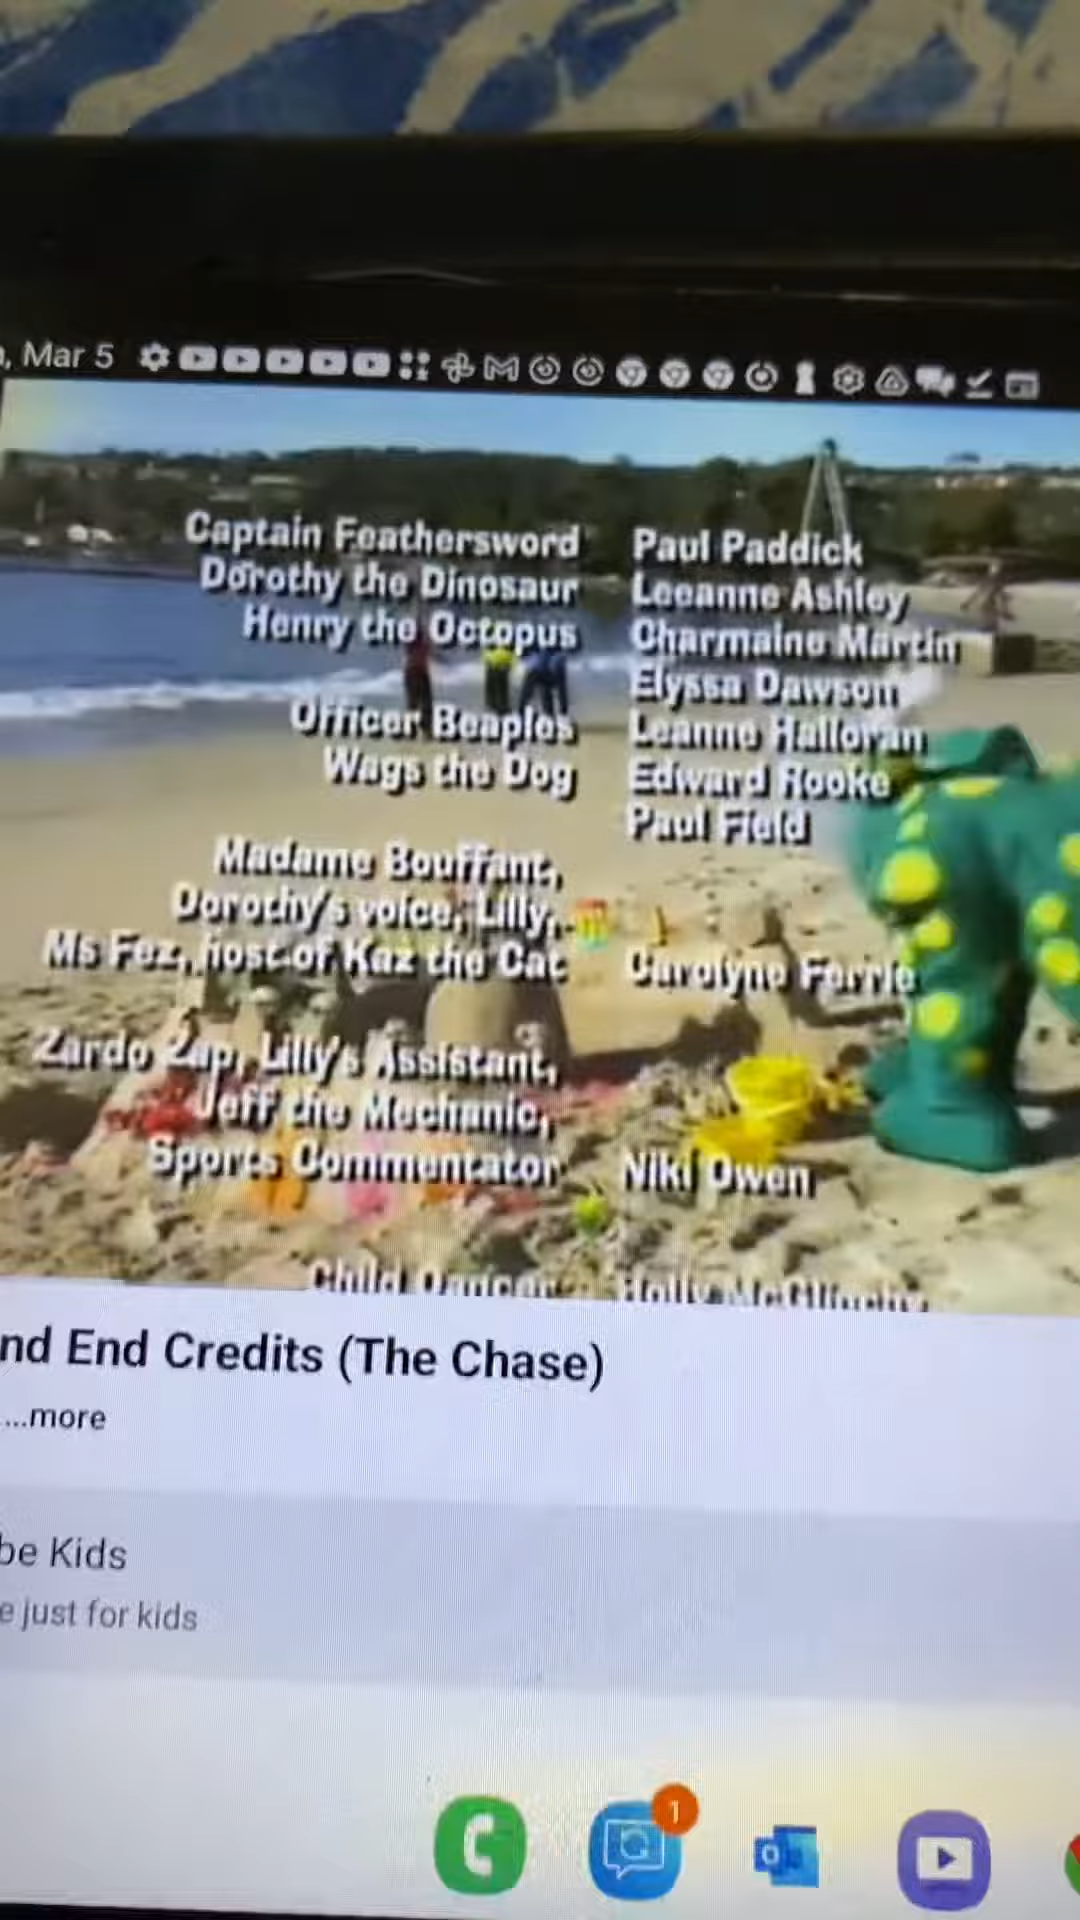 , Mar 5
Captain Feathersword Paul Paddick
Dorothy the Dinosaur Leeanne Ashley
Henry the Octopus Charmaine Martin
Elyssa Dawson
Officer Beaples Leanne Halloran
Wags the Dog Edward Rooke
Paul Field
Madame Bouffant,
Dorothy's voice, Lilly,
Ms Fez, host of Kaz the Cat Carolyne Ferrie
Zardo Zap, Lilly's Assistant,
Jeff the Mechanic,
Sports Commentator Niki Owen
Child Dancer Holly
nd End Credits (The Chase)
...more
be Kids
e just for kids
1